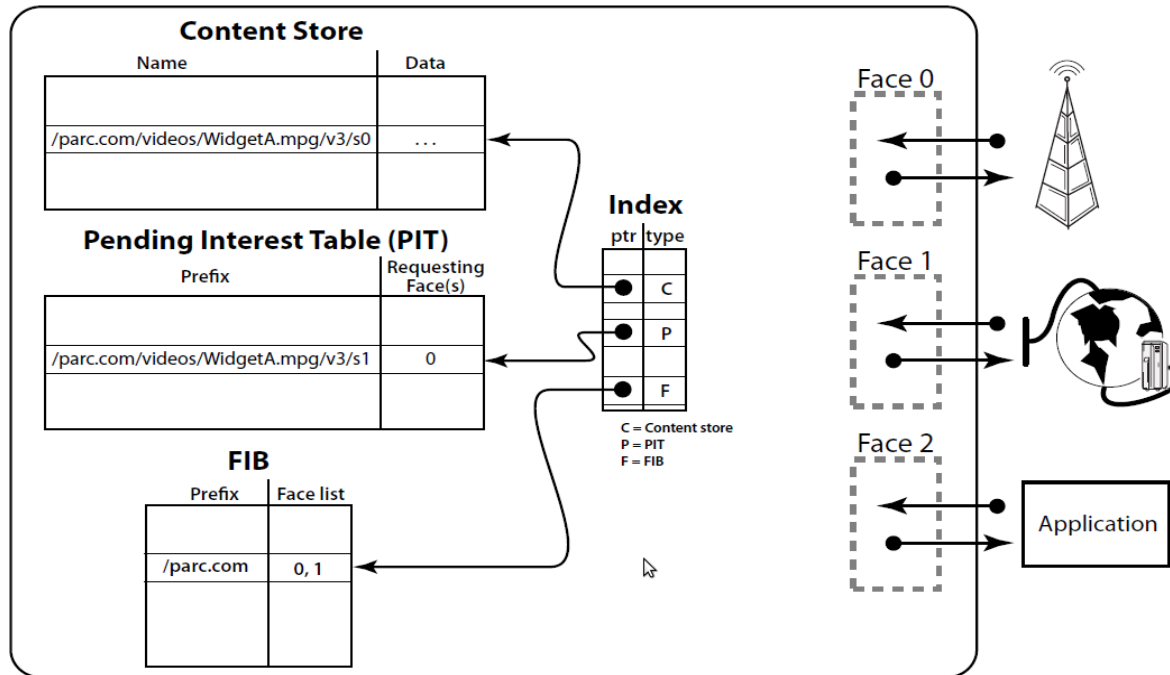 Content Store
Name Data
/parc.com/videos/WidgetA.mpg/v3/s0 ...
Pending Interest Table (PIT)
Prefix Requesting
Face(s)
/parc.com/videos/WidgetA.mpg/v3/s1 0
FIB
Prefix Face list
/parc.com 0, 1
Index
ptr type
C
P
F
C = Content store
P = PIT
F = FIB
Face 0
Face 1
Face 2
Application